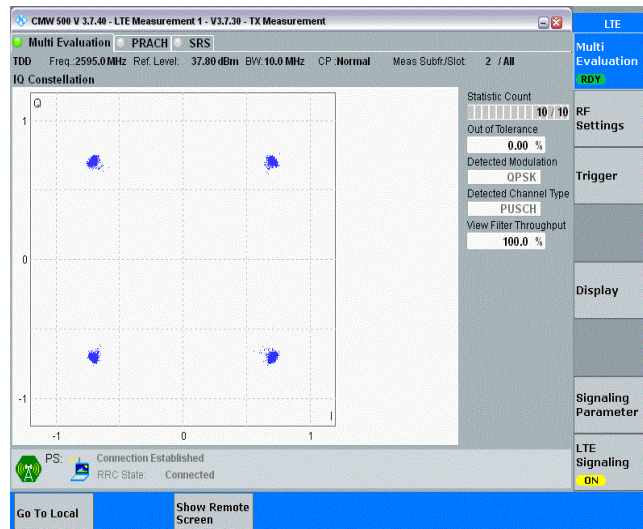 CMW 500 V 3.7.40 - LTE Measurement 1 - V3.7.30 - TX Measurement
LTE
Multi Evaluation PRACH SRS
Multi
Evaluation
RDY
TDD Freq.:2595.0 MHz Ref. Level: 37.80 dBm BW:10.0 MHz CP :Normal Meas Subfr./Slot: 2 / All
IQ Constellation
Statistic Count
10 / 10
Out of Tolerance
0.00 %
Detected Modulation
QPSK
Detected Channel Type
PUSCH
View Filter Throughput
100.0 %
Q
1
0
-1
I
-1 0 1
RF
Settings
Trigger
Display
Signaling
Parameter
LTE
Signaling
ON
PS: Connection Established
RRC State: Connected
Go To Local
Show Remote
Screen